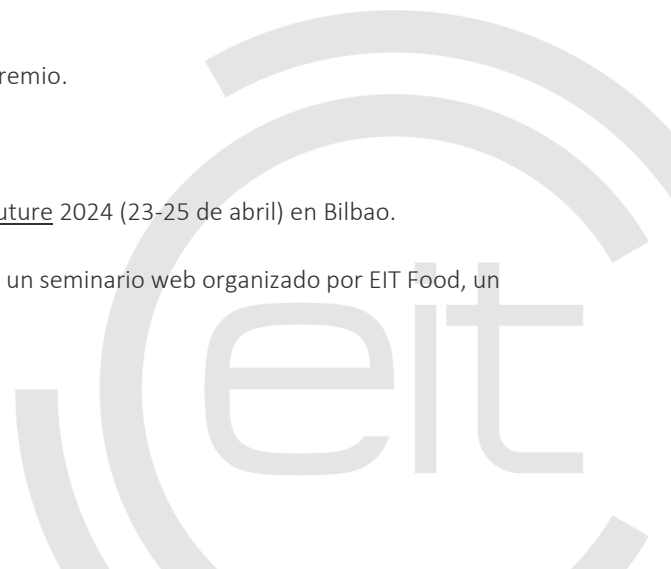 remio.
uture 2024 (23-25 de abril) en Bilbao.
un seminario web organizado por EIT Food, un
eit